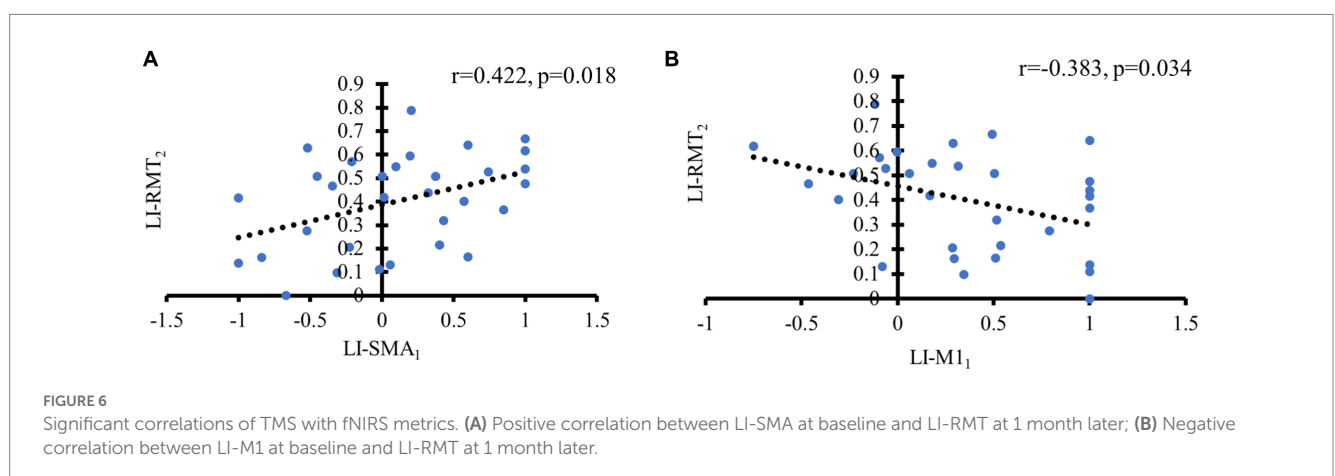 A
r=0.422, p=0.018
0.9
0.8
0.7
0.6
0.5
0.4
0.3
0.2
0.1
0
LI-RMT₂
-1.5 -1 -0.5 0 0.5 1 1.5
LI-SMA₁
B
r=-0.383, p=0.034
0.9
0.8
0.7
0.6
0.5
0.4
0.3
0.2
0.1
0
LI-RMT₂
-1 -0.5 0 0.5 1 1.5
LI-M1₁
FIGURE 6
Significant correlations of TMS with fNIRS metrics. (A) Positive correlation between LI-SMA at baseline and LI-RMT at 1 month later; (B) Negative
correlation between LI-M1 at baseline and LI-RMT at 1 month later.